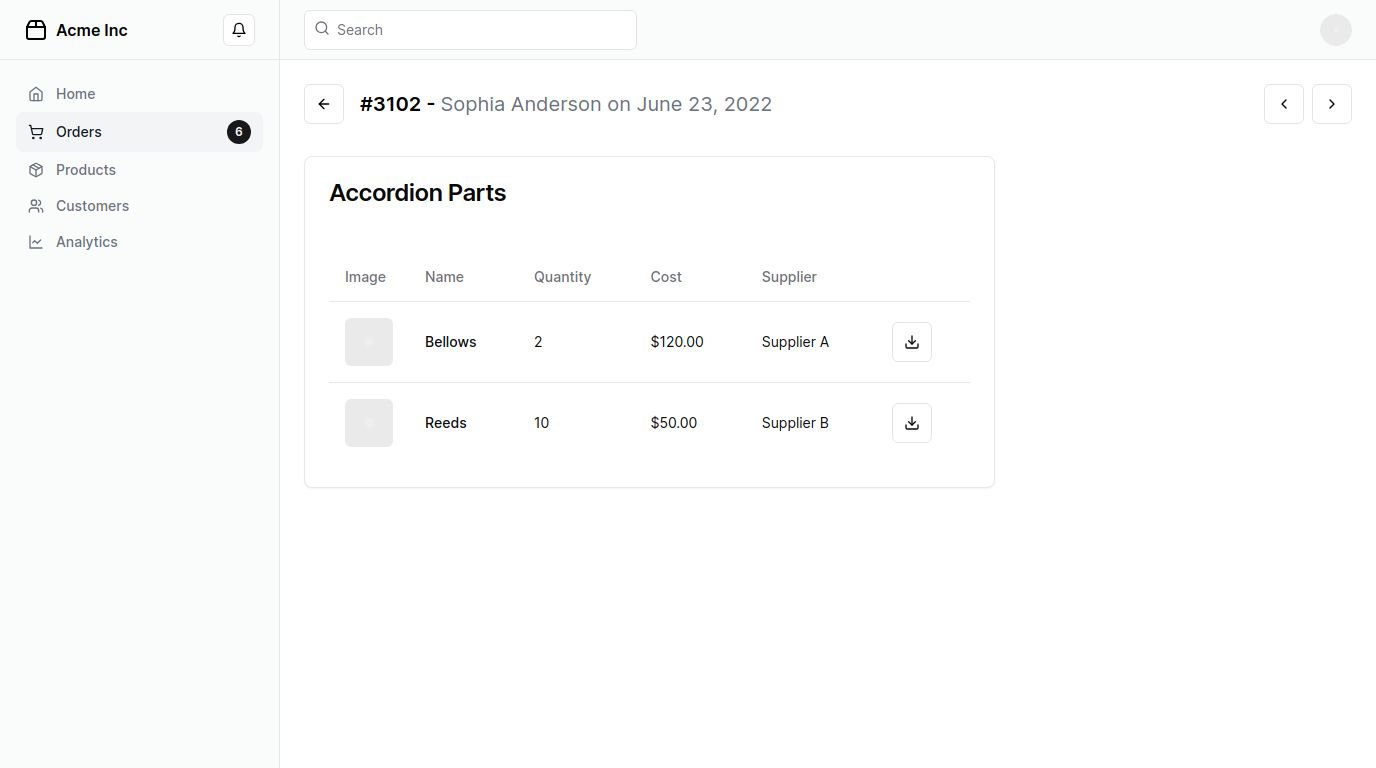 Acme Inc
Search
Home
Orders 6
Products
Customers
Analytics
#3102 - Sophia Anderson on June 23, 2022
Accordion Parts
Image Name Quantity Cost Supplier
Bellows 2 $120.00 Supplier A
Reeds 10 $50.00 Supplier B